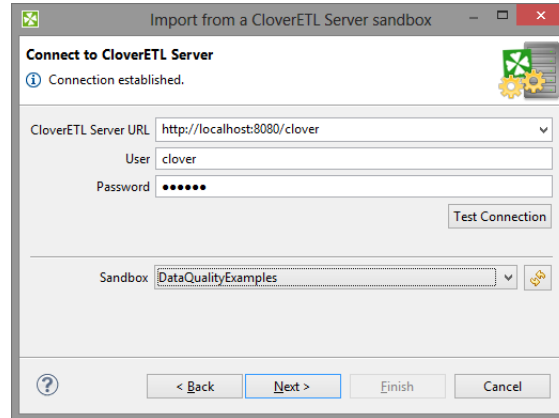 Import from a CloverETL Server sandbox
Connect to CloverETL Server
Connection established.
CloverETL Server URL http://localhost:8080/clover
User clover
Password ●●●●●●
Test Connection
Sandbox DataQualityExamples
< Back Next > Finish Cancel